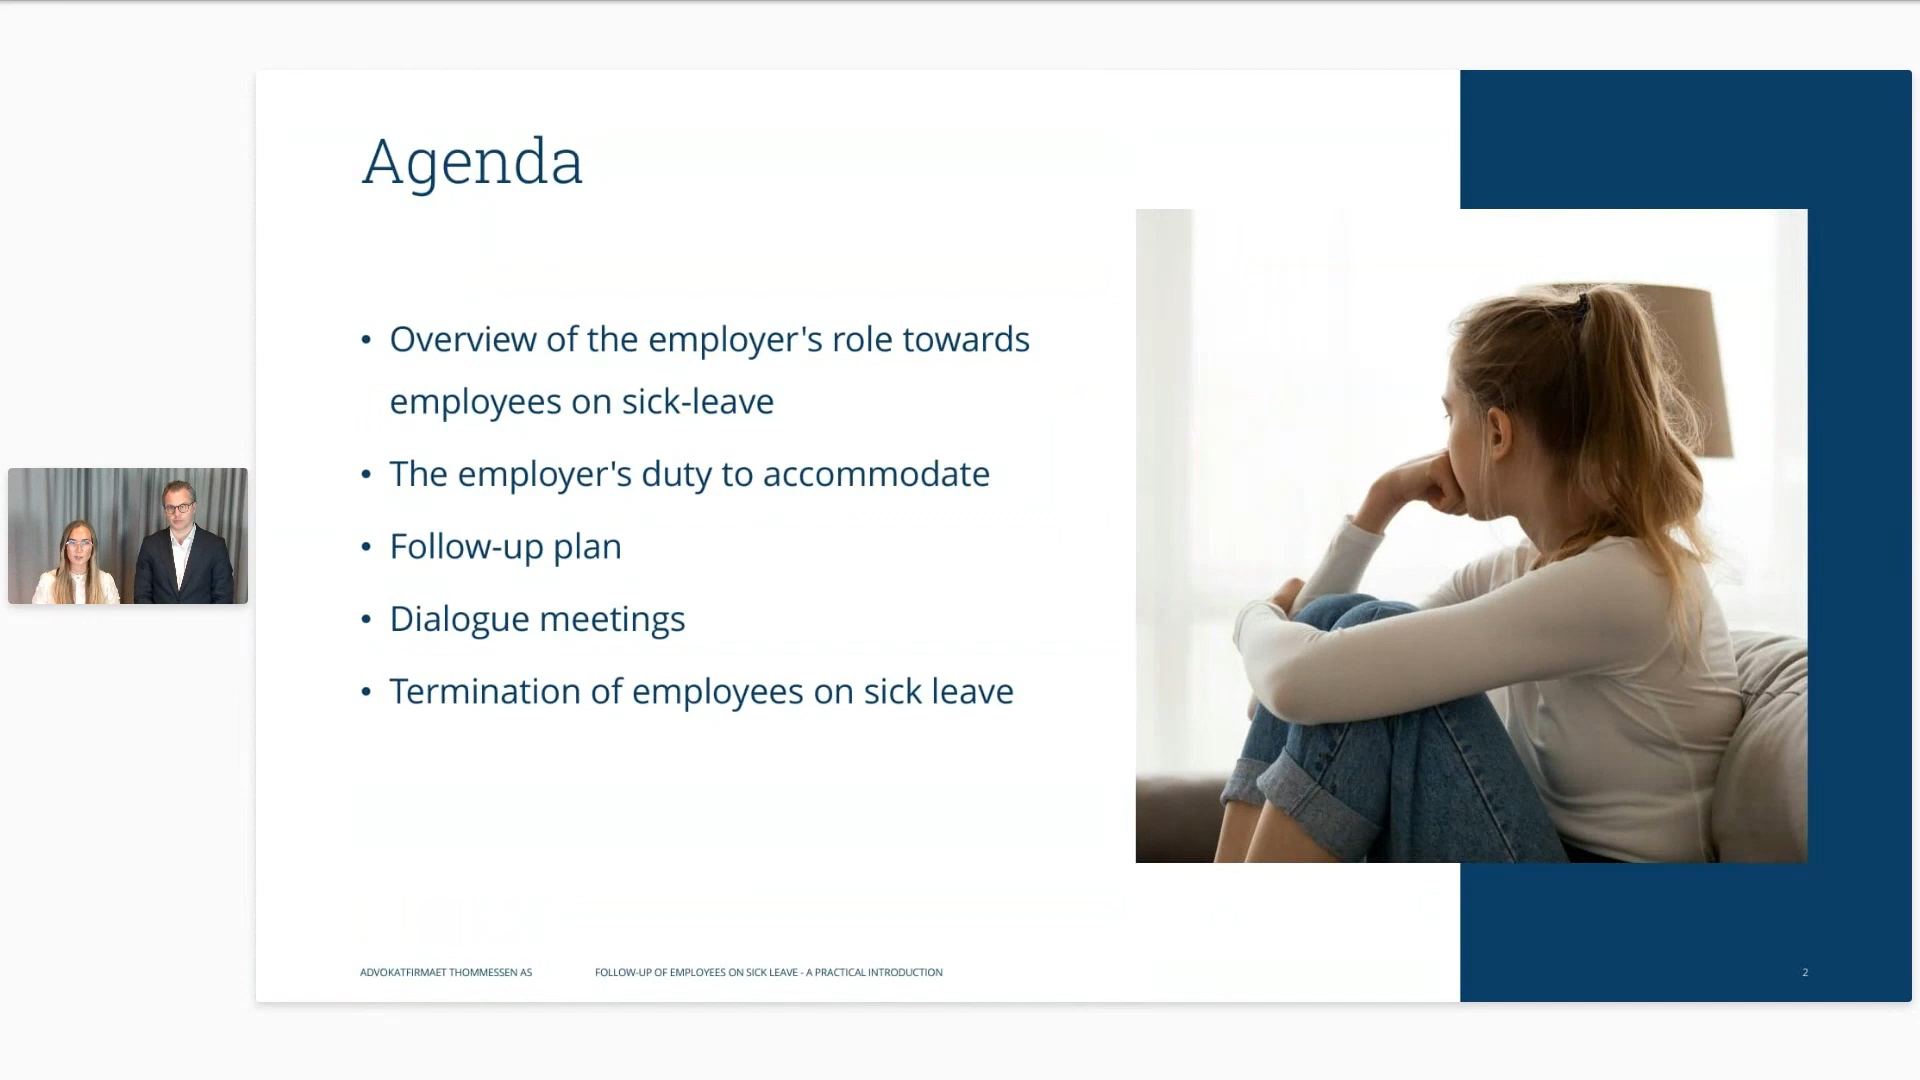 Agenda
• Overview of the employer's role towards
employees on sick-leave
• The employer's duty to accommodate
• Follow-up plan
• Dialogue meetings
• Termination of employees on sick leave
ADVOKATFIRMAET THOMMESSEN AS
FOLLOW-UP OF EMPLOYEES ON SICK LEAVE - A PRACTICAL INTRODUCTION
2